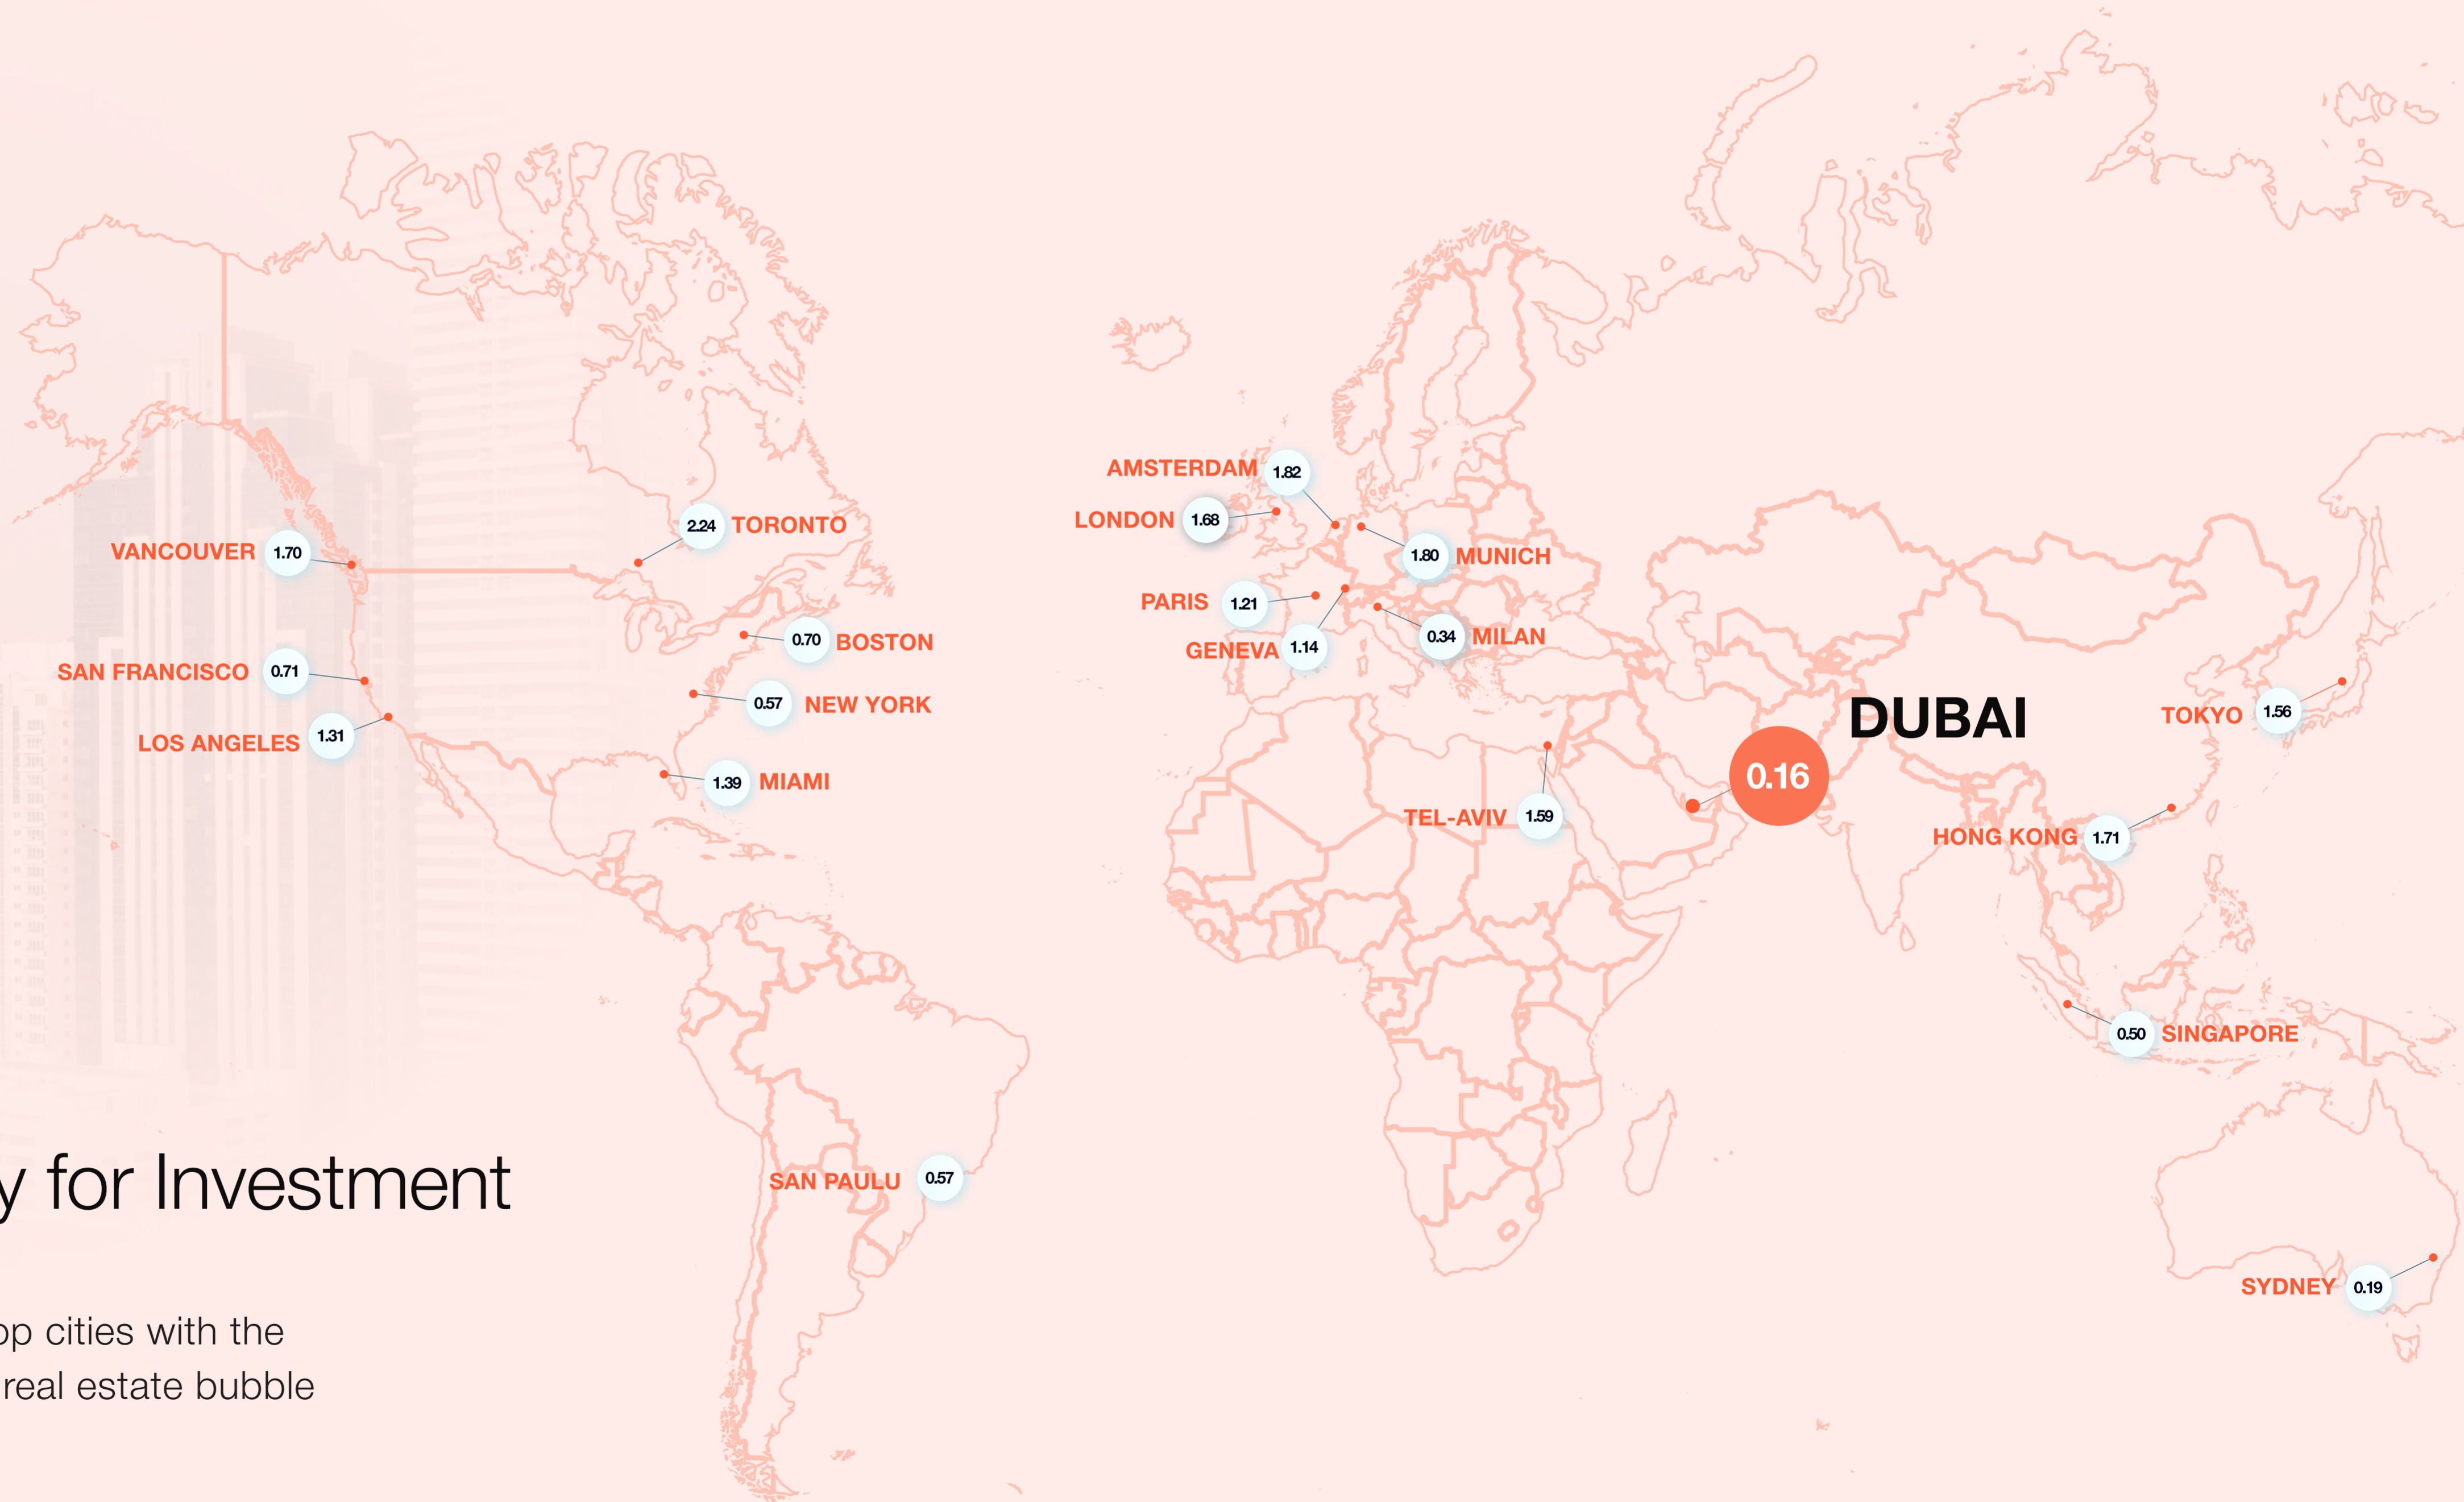 AMSTERDAM 1.82
LONDON 1.68
2.24 TORONTO
VANCOUVER 1.70
1.80 MUNICH
PARIS 1.21
GENEVA 1.14
0.34 MILAN
0.70 BOSTON
SAN FRANCISCO 0.71
0.57 NEW YORK
LOS ANGELES 1.31
1.39 MIAMI
DUBAI
0.16
TOKYO 1.56
TEL-AVIV 1.59
HONG KONG 1.71
0.50 SINGAPORE
SAN PAULU 0.57
SYDNEY 0.19
y for Investment
op cities with the
real estate bubble